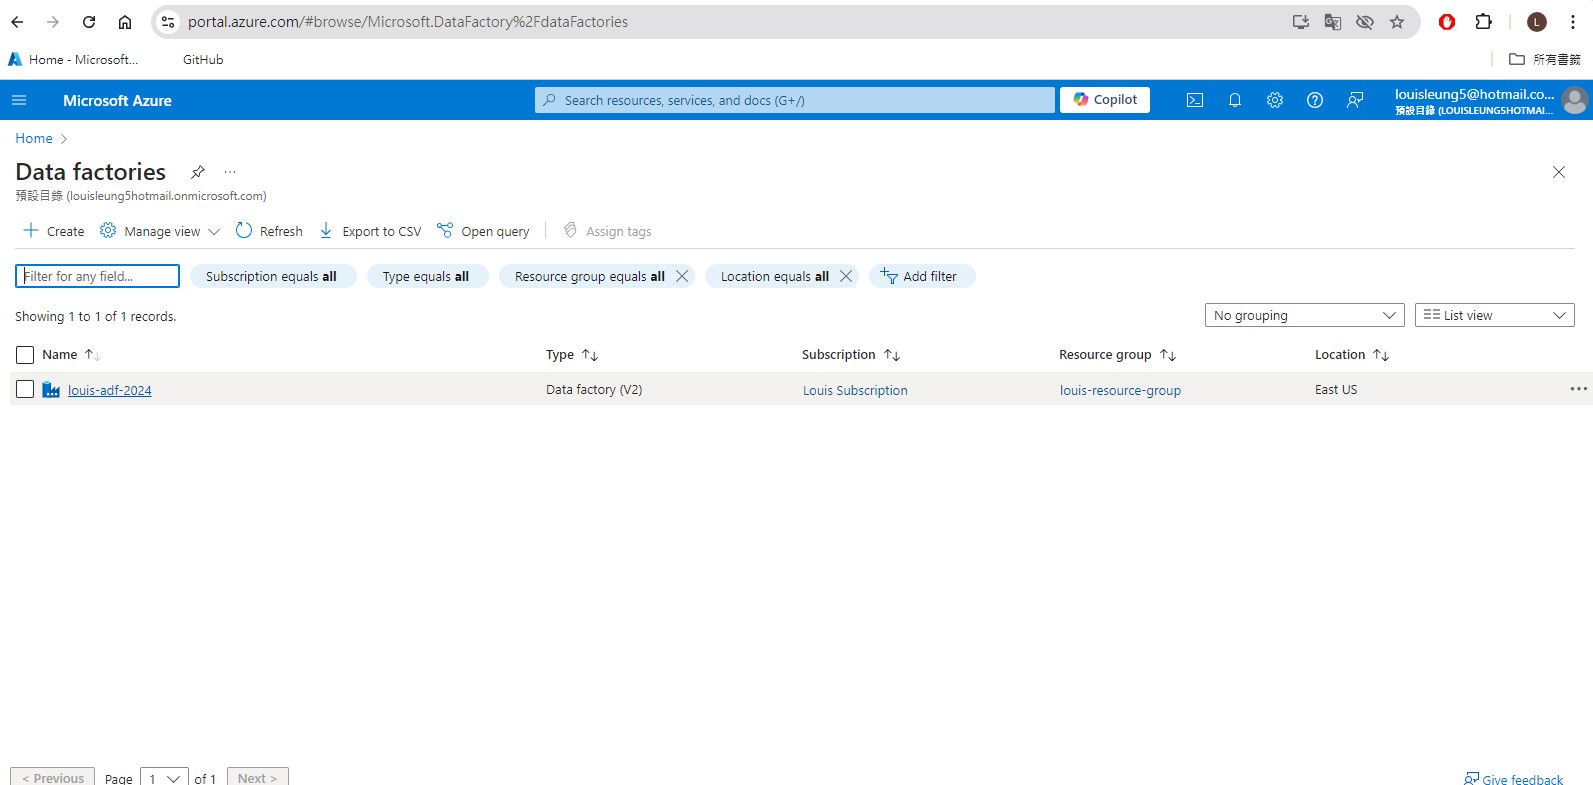 portal.azure.com/#browse/Microsoft.DataFactory%2FdataFactories
L
Home - Microsoft...
GitHub
所有書籤
Microsoft Azure
Search resources, services, and docs (G+/)
Copilot
louisleung5@hotmail.co...
預設目錄 (LOUISLEUNG5HOTMAI...
Home
Data factories
預設目錄 (louisleung5hotmail.onmicrosoft.com)
Create
Manage view
Refresh
Export to CSV
Open query
Assign tags
Filter for any field...
Subscription equals all
Type equals all
Resource group equals all
Location equals all
Add filter
Showing 1 to 1 of 1 records.
No grouping
List view
Name
Type
Subscription
Resource group
Location
louis-adf-2024
Data factory (V2)
Louis Subscription
louis-resource-group
East US
< Previous
Page
1
of 1
Next >
Give feedback